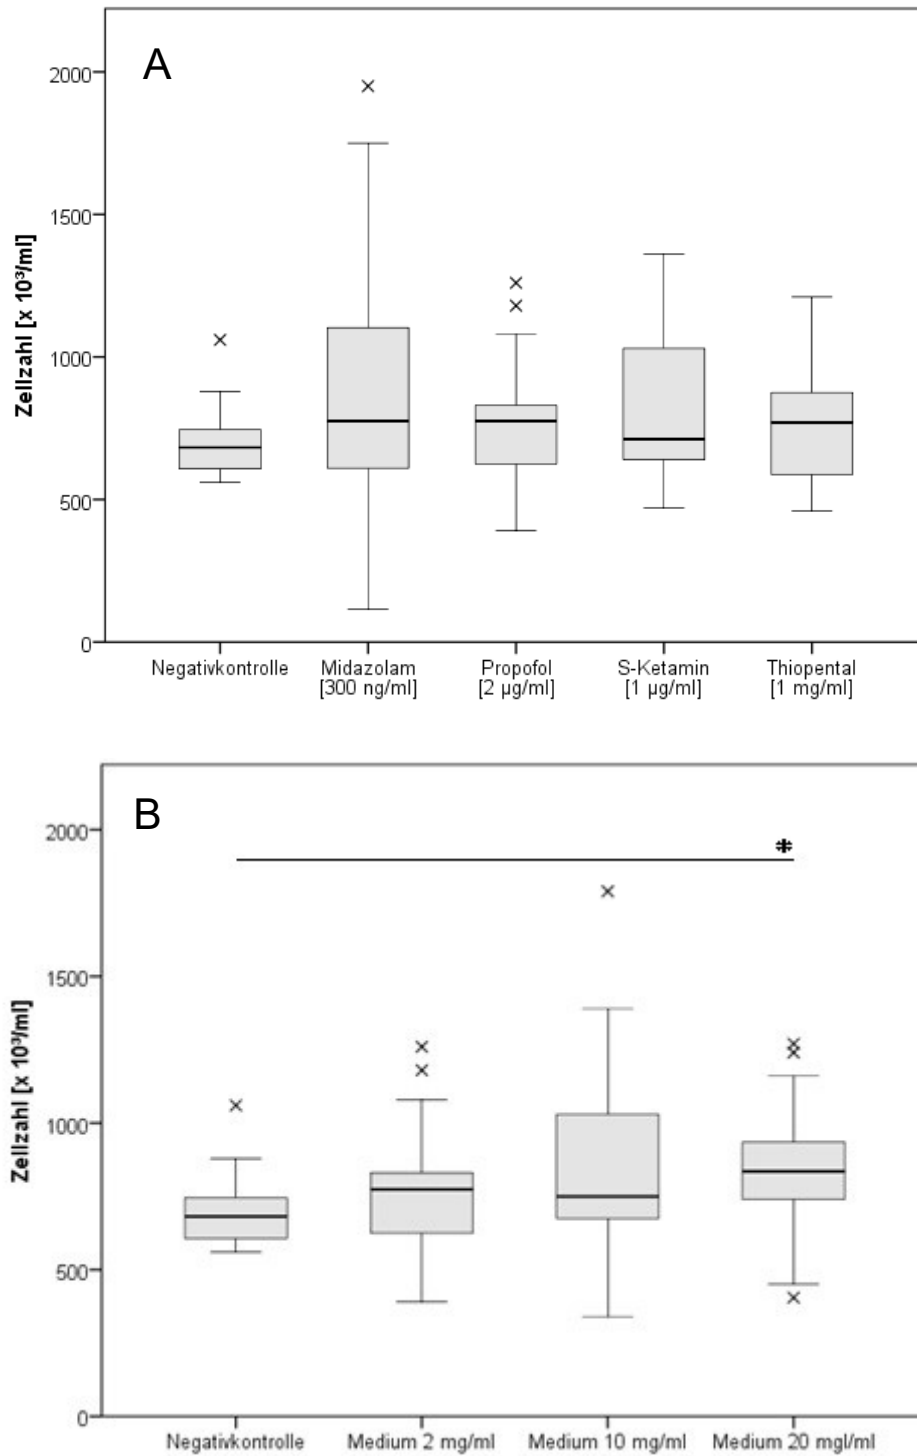 A
2000
1500
1000
500
0
Zellzahl [x 10³/ml]
Negativkontrolle Midazolam Propofol S-Ketamin Thiopental
[300 ng/ml] [2 µg/ml] [1 µg/ml] [1 mg/ml]
B
*
2000
1500
1000
500
0
Zellzahl [x 10³/ml]
Negativkontrolle Medium 2 mg/ml Medium 10 mg/ml Medium 20 mgl/ml